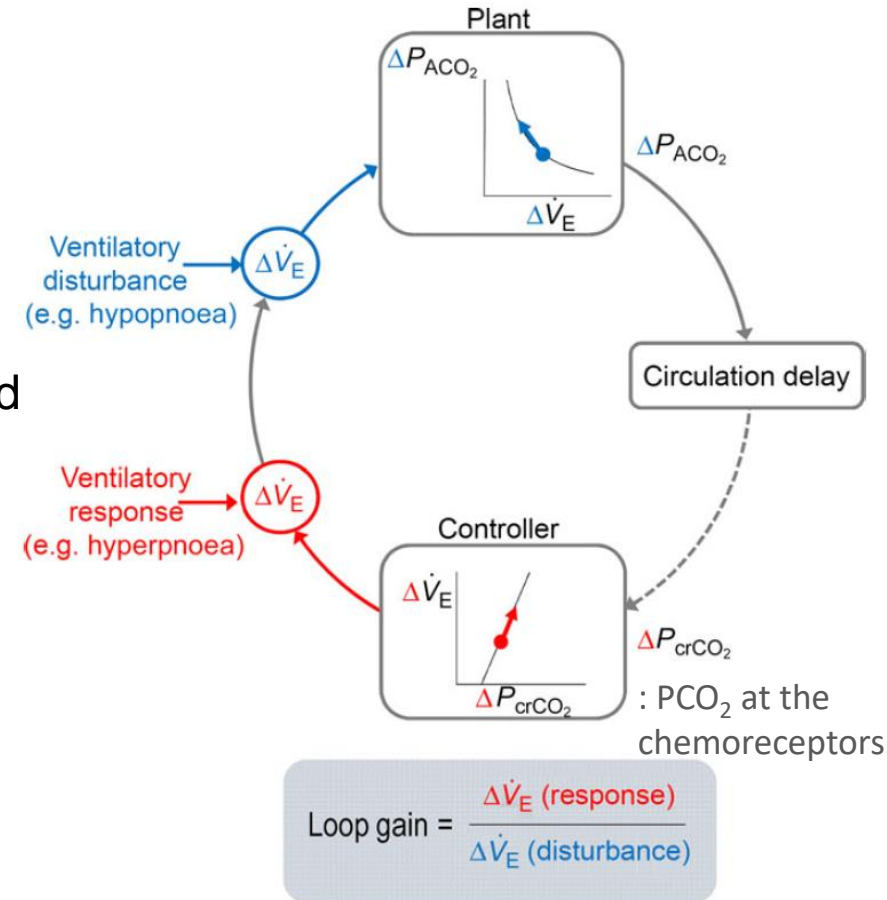 Plant
ΔPACO₂
ΔV̇E
ΔPACO₂
Ventilatory
disturbance
(e.g. hypopnoea)
ΔV̇E
Circulation delay
d
Ventilatory
response
(e.g. hyperpnoea)
ΔV̇E
Controller
ΔV̇E
ΔPcrCO₂
ΔPcrCO₂
: PCO₂ at the
chemoreceptors
Loop gain =
ΔV̇E (response)
ΔV̇E (disturbance)